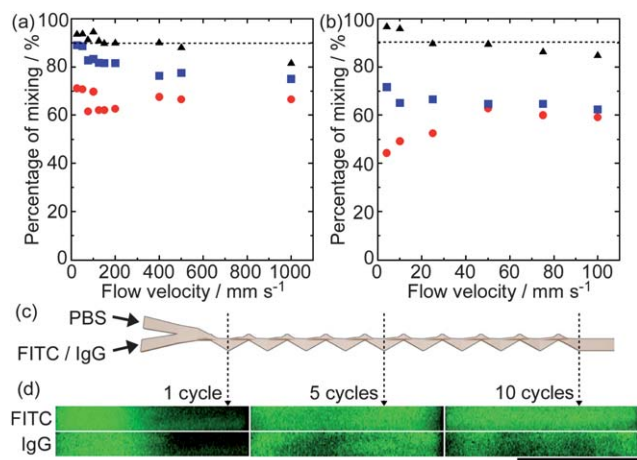 (a)
Percentage of mixing / %
100
80
60
40
20
0
0 200 400 600 800 1000
Flow velocity / mm s⁻¹
(b)
Percentage of mixing / %
100
80
60
40
20
0
0 20 40 60 80 100
Flow velocity / mm s⁻¹
(c)
PBS
FITC / IgG
(d)
1 cycle 5 cycles 10 cycles
FITC
IgG